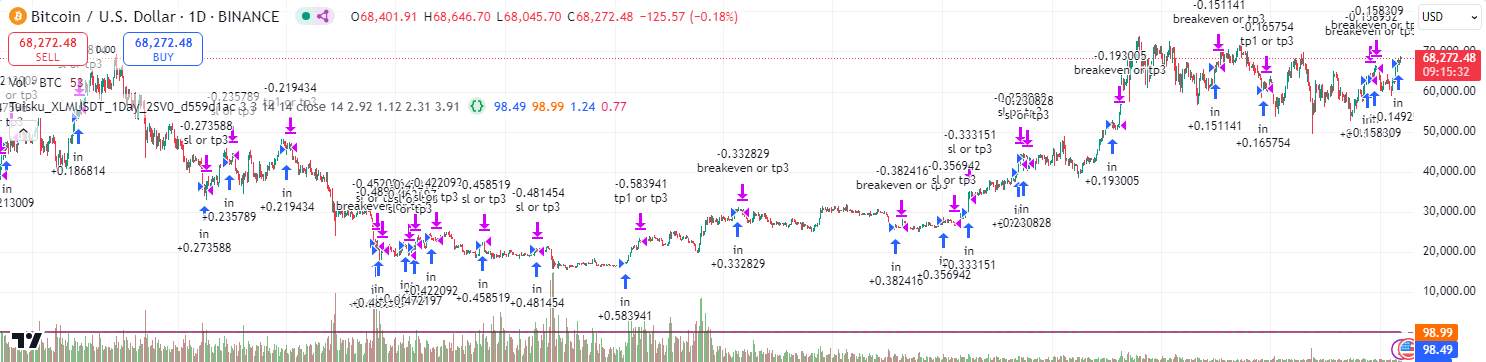 Bitcoin / U.S. Dollar · 1D · BINANCE O68,401.91 H68,646.70 L68,045.70 C68,272.48 −125.57 (−0.18%)
USD
68,272.48
SELL
0.00
68,272.48
BUY
Vol · BTC 53
Tuisku_XLMUSDT_1Day_2SV0_d559d1ac 3 3 14 14 close 14 2.92 1.12 2.31 3.91 98.49 98.99 1.24 0.77
70,000.00
68,272.48
09:15:32
60,000.00
50,000.00
40,000.00
30,000.00
20,000.00
10,000.00
98.99
98.49
in
+0.186814
-0.273588
sl or tp3
+0.273588
-0.235789
in
+0.235789
-0.219434
tp1 or tp3
in
+0.219434
-0.422092
in
+0.422092
-0.458519
sl or tp3
in
+0.458519
-0.481454
sl or tp3
in
+0.481454
-0.583941
tp1 or tp3
in
+0.583941
-0.332829
breakeven or tp3
in
+0.332829
-0.382416
breakeven or tp3
in
+0.382416
-0.356942
sl or tp3
in
+0.356942
-0.333151
sl or tp3
in
+0.333151
-0.230828
sl or tp3
in
+0.230828
-0.193005
breakeven or tp3
in
+0.193005
-0.151141
breakeven or tp3
in
+0.151141
-0.165754
tp1 or tp3
in
+0.165754
-0.158309
breakeven or tp3
in
+0.158309
in